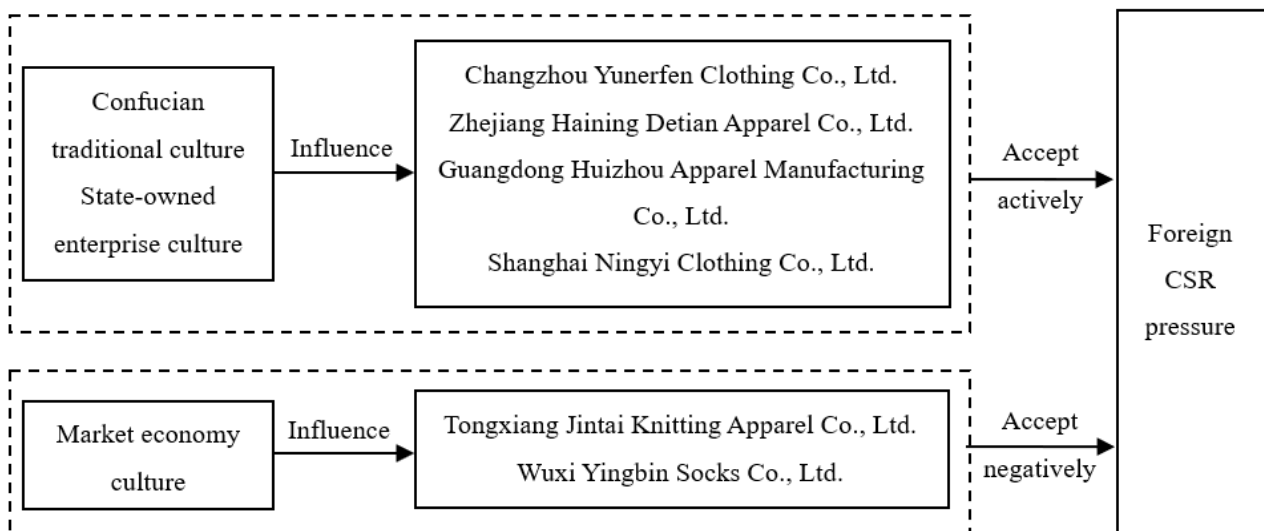 Confucian
traditional culture
State-owned
enterprise culture
Influence
Changzhou Yunerfen Clothing Co., Ltd.
Zhejiang Haining Detian Apparel Co., Ltd.
Guangdong Huizhou Apparel Manufacturing
Co., Ltd.
Shanghai Ningyi Clothing Co., Ltd.
Accept
actively
Foreign
CSR
pressure
Market economy
culture
Influence
Tongxiang Jintai Knitting Apparel Co., Ltd.
Wuxi Yingbin Socks Co., Ltd.
Accept
negatively